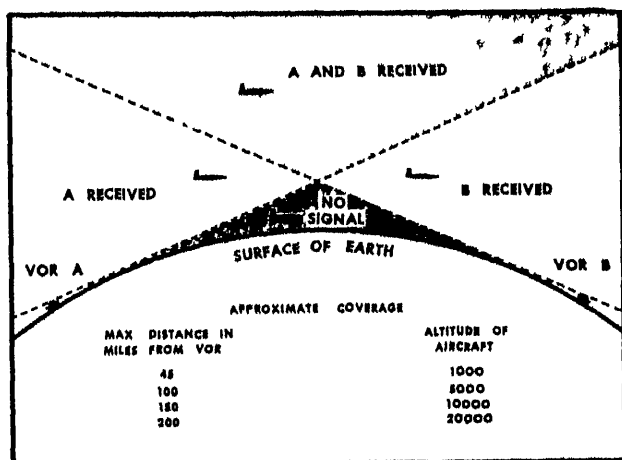 A AND B RECEIVED
A RECEIVED
B RECEIVED
NO
SIGNAL
SURFACE OF EARTH
VOR A
VOR B
APPROXIMATE COVERAGE
MAX DISTANCE IN
MILES FROM VOR
ALTITUDE OF
AIRCRAFT
45 1000
100 5000
150 10000
200 20000